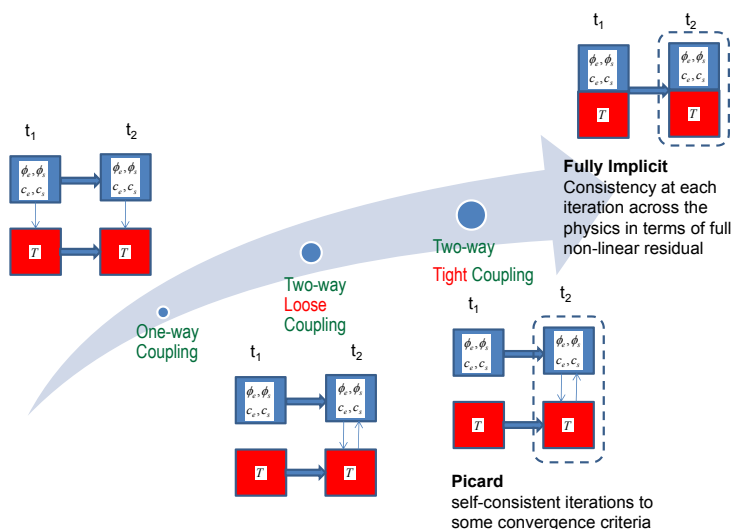 t1
t2
ϕe,ϕs
ce,cs
T
ϕe,ϕs
ce,cs
T
Fully Implicit
Consistency at each
iteration across the
physics in terms of full
non-linear residual
t1
t2
ϕe,ϕs
ce,cs
ϕe,ϕs
ce,cs
T
T
One-way
Coupling
Two-way
Loose
Coupling
Two-way
Tight Coupling
t1
t2
ϕe,ϕs
ce,cs
ϕe,ϕs
ce,cs
T
T
t1
t2
ϕe,ϕs
ce,cs
ϕe,ϕs
ce,cs
T
T
Picard
self-consistent iterations to
some convergence criteria